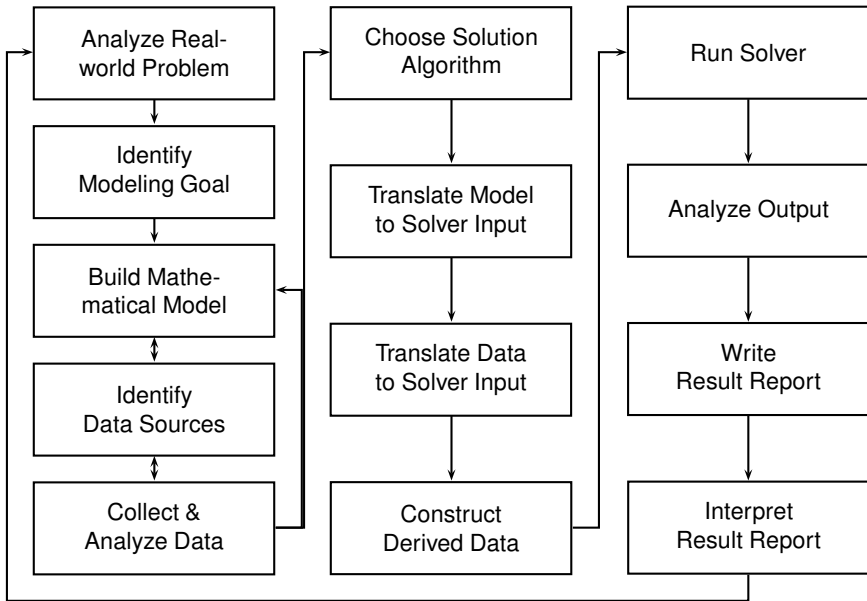 Analyze Real-
world Problem
Identify
Modeling Goal
Build Mathe-
matical Model
Identify
Data Sources
Collect &
Analyze Data
Choose Solution
Algorithm
Translate Model
to Solver Input
Translate Data
to Solver Input
Construct
Derived Data
Run Solver
Analyze Output
Write
Result Report
Interpret
Result Report